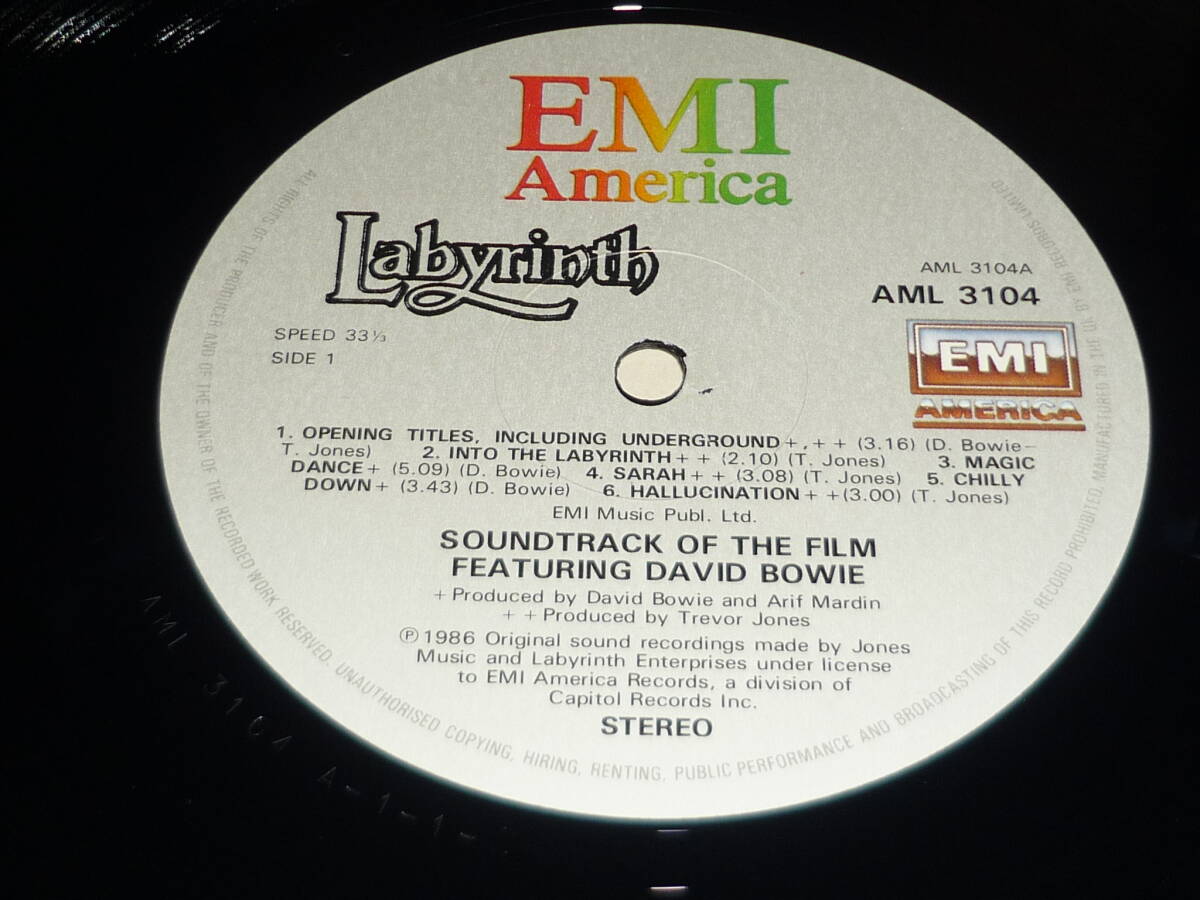 EMI
America
Labyrinth
AML 3104A
AML 3104
SPEED 33⅓
SIDE 1
EMI
AMERICA
1. OPENING TITLES, INCLUDING UNDERGROUND+,++ (3.16) (D. Bowie–
T. Jones) 2. INTO THE LABYRINTH++ (2.10) (T. Jones) 3. MAGIC
DANCE+ (5.09) (D. Bowie) 4. SARAH++ (3.08) (T. Jones) 5. CHILLY
DOWN+ (3.43) (D. Bowie) 6. HALLUCINATION++(3.00) (T. Jones)
EMI Music Publ. Ltd.
SOUNDTRACK OF THE FILM
FEATURING DAVID BOWIE
+Produced by David Bowie and Arif Mardin
++Produced by Trevor Jones
℗1986 Original sound recordings made by Jones
Music and Labyrinth Enterprises under license
to EMI America Records, a division of
Capitol Records Inc.
STEREO
ALL RIGHTS OF THE PRODUCER AND OF THE OWNER OF THE RECORDED WORK RESERVED. UNAUTHORISED COPYING, HIRING, RENTING, PUBLIC PERFORMANCE AND BROADCASTING OF THIS RECORD PROHIBITED. MANUFACTURED IN THE U.K. BY EMI RECORDS LIMITED
A-1-1-